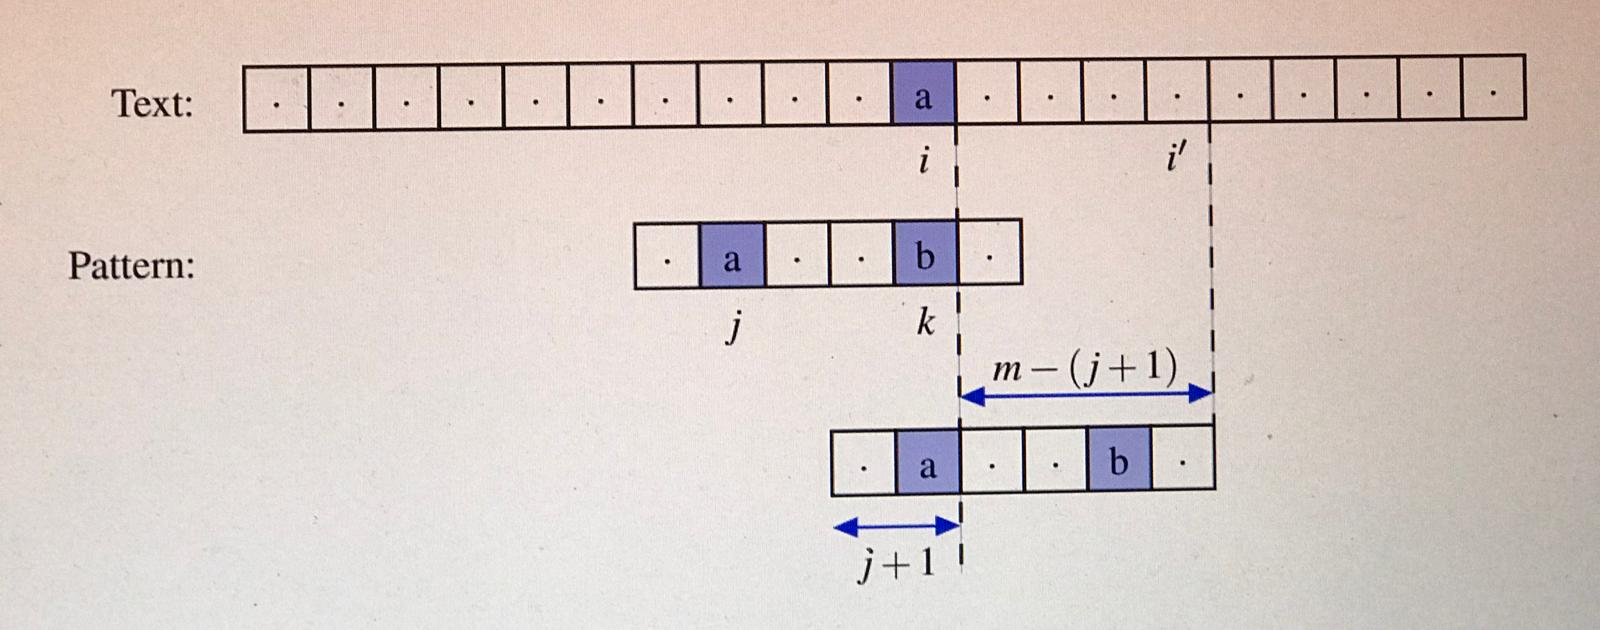 Text: · · · · · · · · · · a · · · · · · · · ·
i i′
Pattern: · a · · b ·
j k
m − (j + 1)
· a · · b ·
j + 1